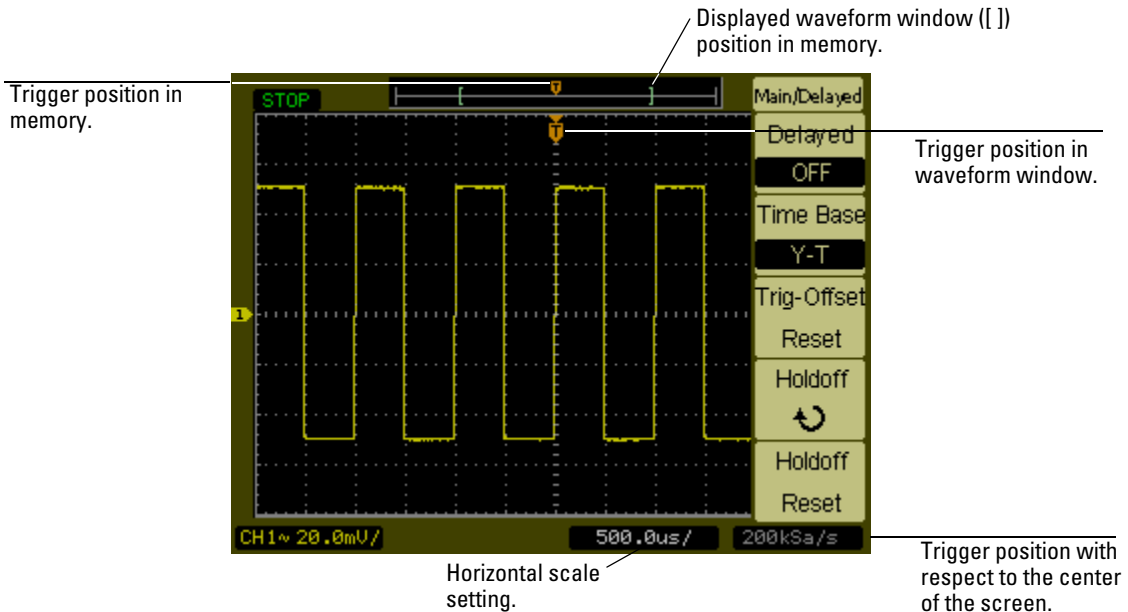 Displayed waveform window ([ ])
position in memory.
Trigger position in
memory.
STOP
T
Main/Delayed
T
Delayed
OFF
Trigger position in
waveform window.
Time Base
Y-T
Trig-Offset
Reset
1
Holdoff
Holdoff
Reset
CH1~ 20.0mV/
500.0us/
200kSa/s
Horizontal scale
setting.
Trigger position with
respect to the center
of the screen.